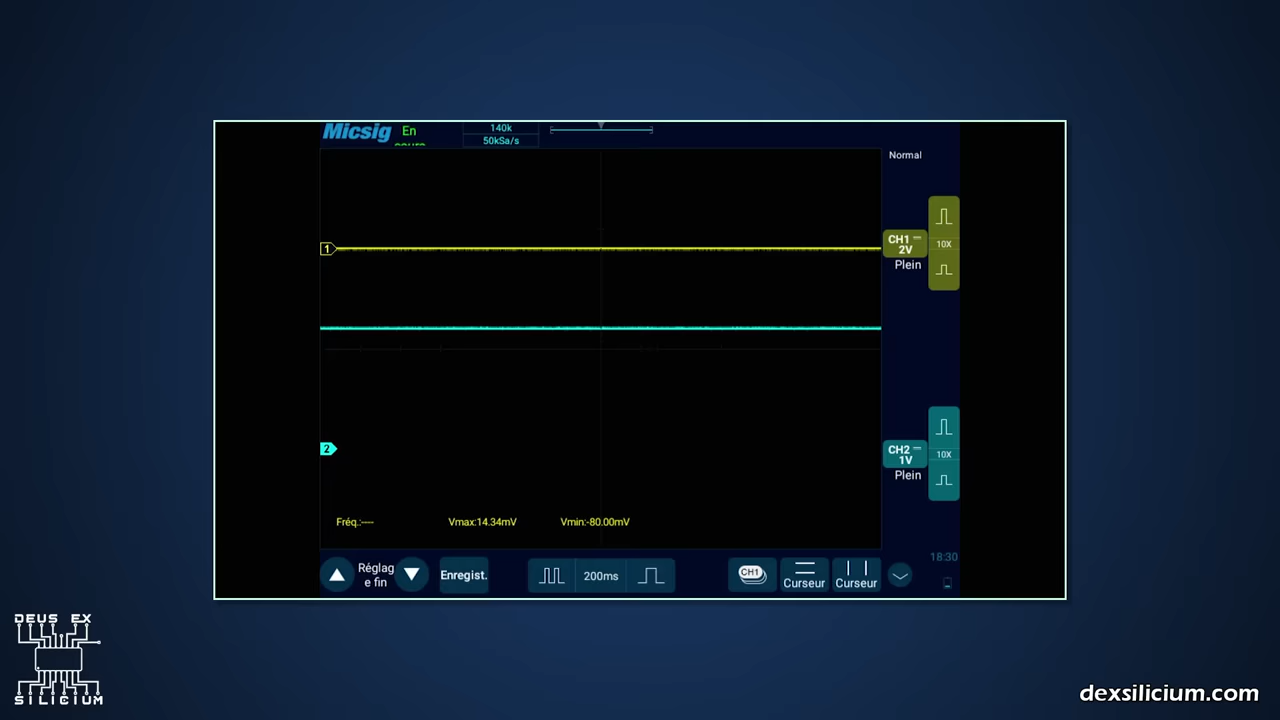 Micsig
En
cours
140k
50kSa/s
Normal
1
CH1
2V
10X
Plein
2
CH2
1V
10X
Plein
Fréq.:----
Vmax:14.34mV
Vmin:-80.00mV
18:30
Réglag
e fin
Enregist.
200ms
CH1
Curseur
Curseur
DEUS EX
SILICIUM
dexsilicium.com